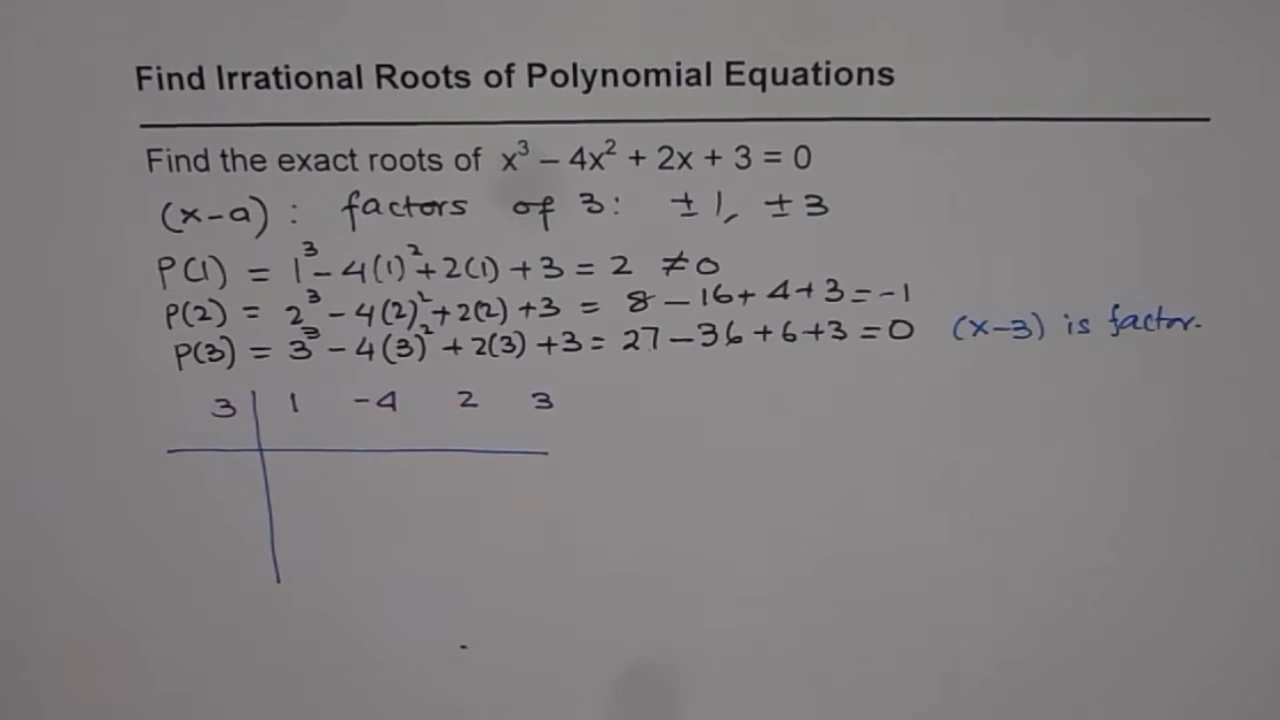 Find Irrational Roots of Polynomial Equations
Find the exact roots of x³ – 4x² + 2x + 3 = 0
(x-a) : factors of 3: ±1, ±3
P(1) = 1³ - 4(1)² + 2(1) + 3 = 2 ≠ 0
P(2) = 2³ - 4(2)² + 2(2) + 3 = 8 - 16 + 4 + 3 = -1
P(3) = 3³ - 4(3)² + 2(3) + 3 = 27 - 36 + 6 + 3 = 0 (x-3) is factor.
3 1 -4 2 3